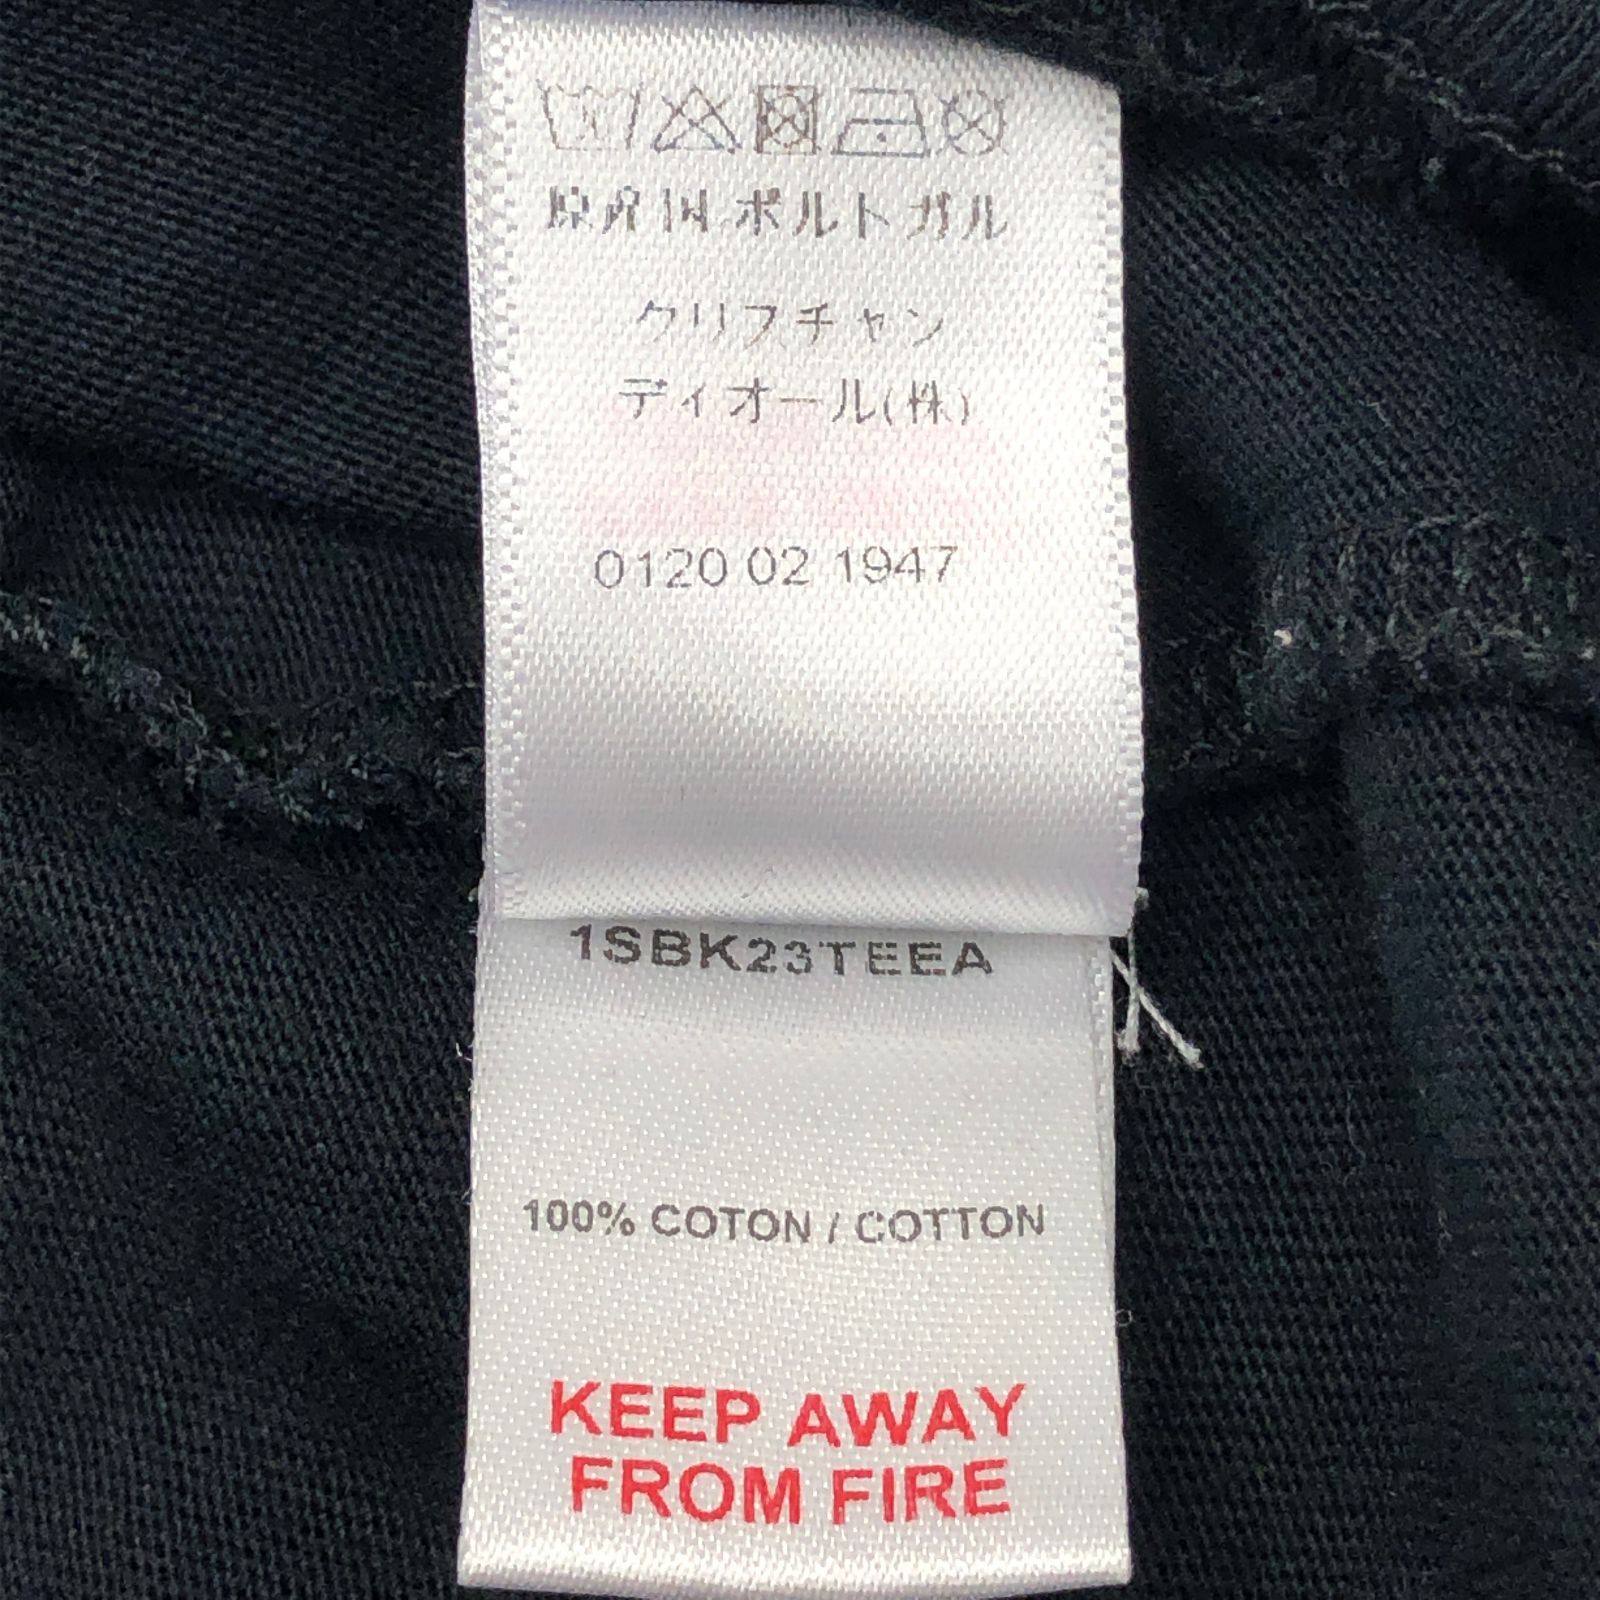 原産国 ポルトガル
クリスチャン
ディオール(株)
0120 02 1947
1SBK23TEEA
100% COTON / COTTON
KEEP AWAY
FROM FIRE